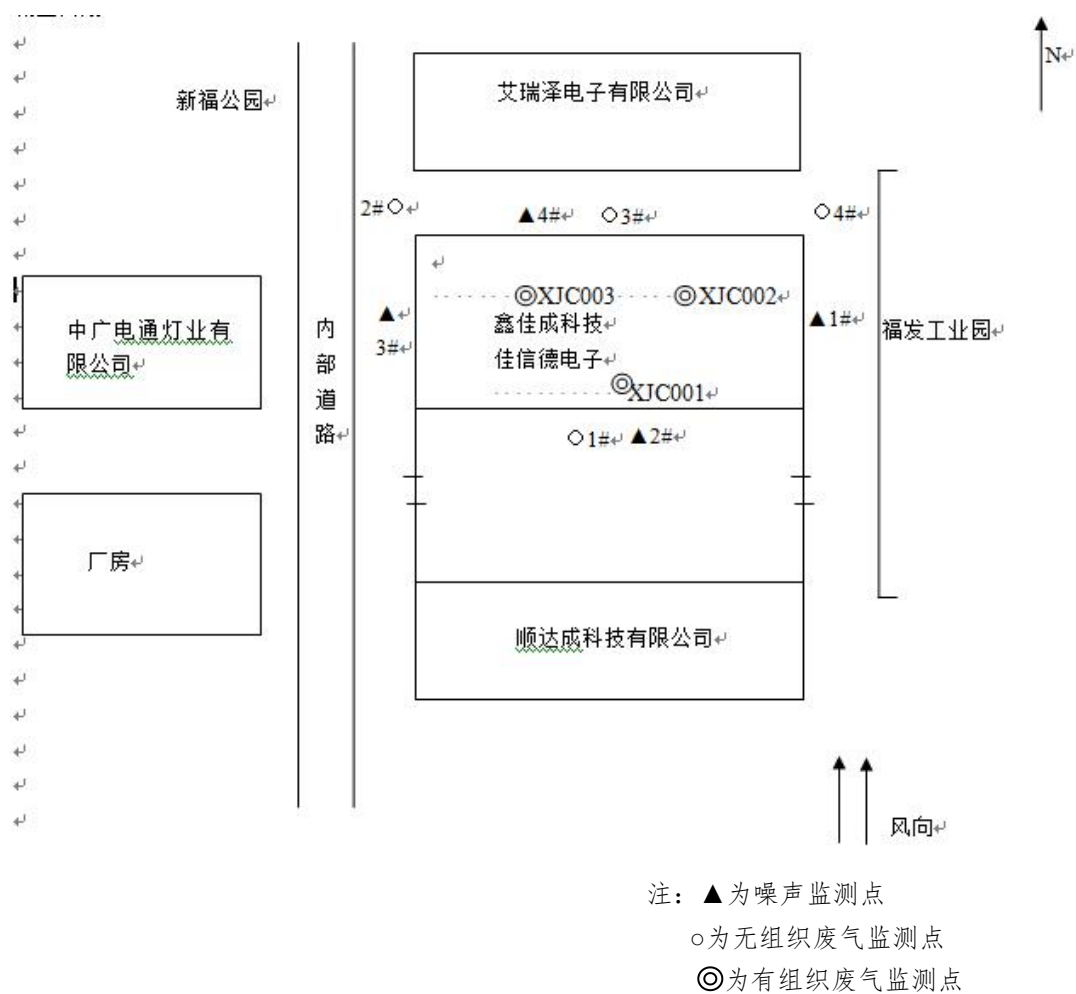 N
新福公园
艾瑞泽电子有限公司
2#○
▲4# ○3#
○4#
◎XJC003 ◎XJC002
鑫佳成科技
佳信德电子
◎XJC001
▲
3#
▲1#
福发工业园
中广电通灯业有
限公司
内
部
道
路
○1# ▲2#
厂房
顺达成科技有限公司
风向
注：▲为噪声监测点
○为无组织废气监测点
◎为有组织废气监测点